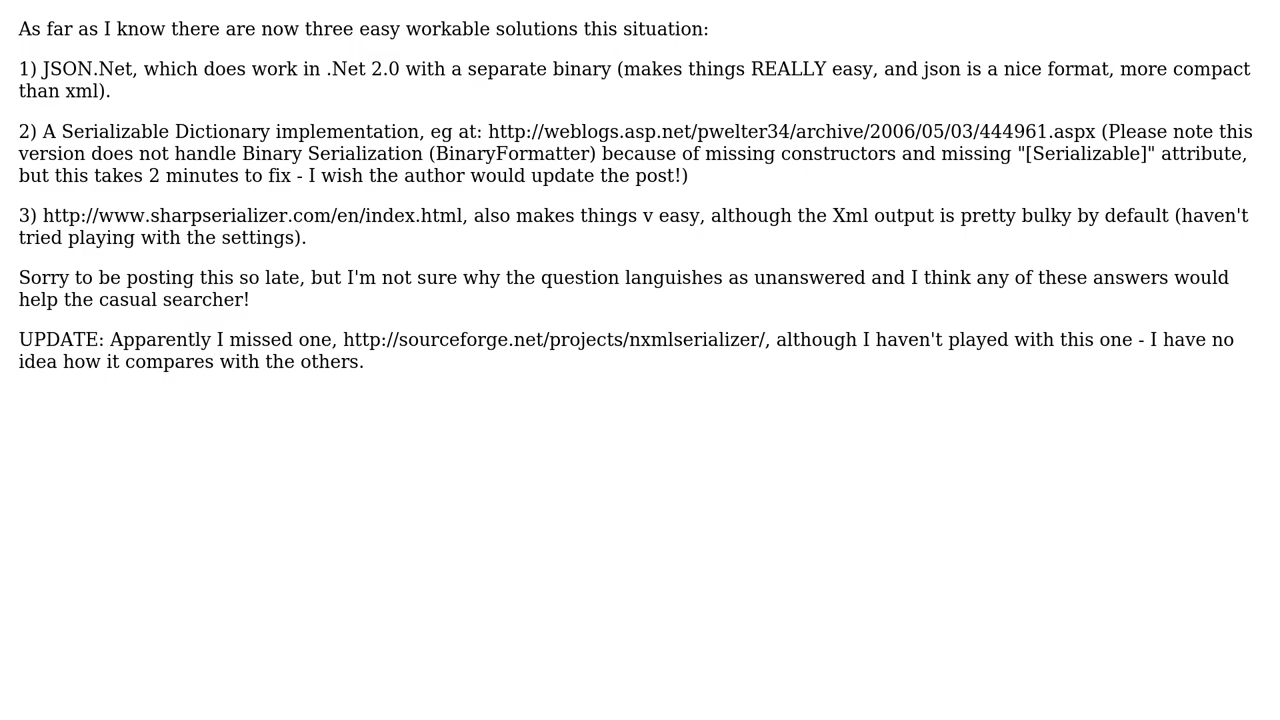 As far as I know there are now three easy workable solutions this situation:
1) JSON.Net, which does work in .Net 2.0 with a separate binary (makes things REALLY easy, and json is a nice format, more compact
than xml).
2) A Serializable Dictionary implementation, eg at: http://weblogs.asp.net/pwelter34/archive/2006/05/03/444961.aspx (Please note this
version does not handle Binary Serialization (BinaryFormatter) because of missing constructors and missing "[Serializable]" attribute,
but this takes 2 minutes to fix - I wish the author would update the post!)
3) http://www.sharpserializer.com/en/index.html, also makes things v easy, although the Xml output is pretty bulky by default (haven't
tried playing with the settings).
Sorry to be posting this so late, but I'm not sure why the question languishes as unanswered and I think any of these answers would
help the casual searcher!
UPDATE: Apparently I missed one, http://sourceforge.net/projects/nxmlserializer/, although I haven't played with this one - I have no
idea how it compares with the others.